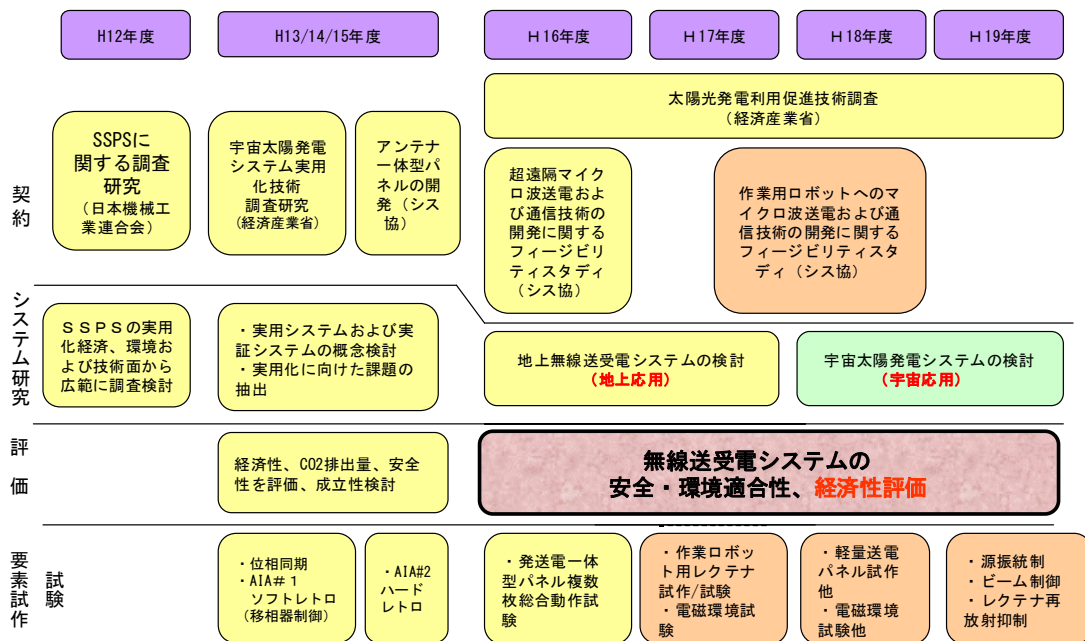 H12年度
H13/14/15年度
H16年度
H17年度
H18年度
H19年度
契約
SSPSに
関する調査
研究
(日本機械工
業連合会)
宇宙太陽発電
システム実用
化技術
調査研究
(経済産業省)
アンテナ
一体型パ
ネルの開
発(シス
協)
太陽光発電利用促進技術調査
(経済産業省)
超遠隔マイク
ロ波送電およ
び通信技術の
開発に関する
フィージビリ
ティスタディ
(シス協)
作業用ロボットへのマ
イクロ波送電および通
信技術の開発に関する
フィージビリティスタ
ディ(シス協)
システム研究
SSPSの実用
化経済、環境お
よび技術面から
広範に調査検討
・実用システムおよび実
証システムの概念検討
・実用化に向けた課題の
抽出
地上無線送受電システムの検討
(地上応用)
宇宙太陽発電システムの検討
(宇宙応用)
評価
経済性、CO2排出量、安全
性を評価、成立性検討
無線送受電システムの
安全・環境適合性、経済性評価
要素試作
試験
・位相同期
・AIA#1
ソフトレトロ
(移相器制御)
・AIA#2
ハード
レトロ
・発送電一体
型パネル複数
枚総合動作試
験
・作業ロボッ
ト用レクテナ
試作/試験
・電磁環境試
験
・軽量送電
パネル試作
他
・電磁環境
試験他
・源振統制
・ビーム制御
・レクテナ再
放射抑制